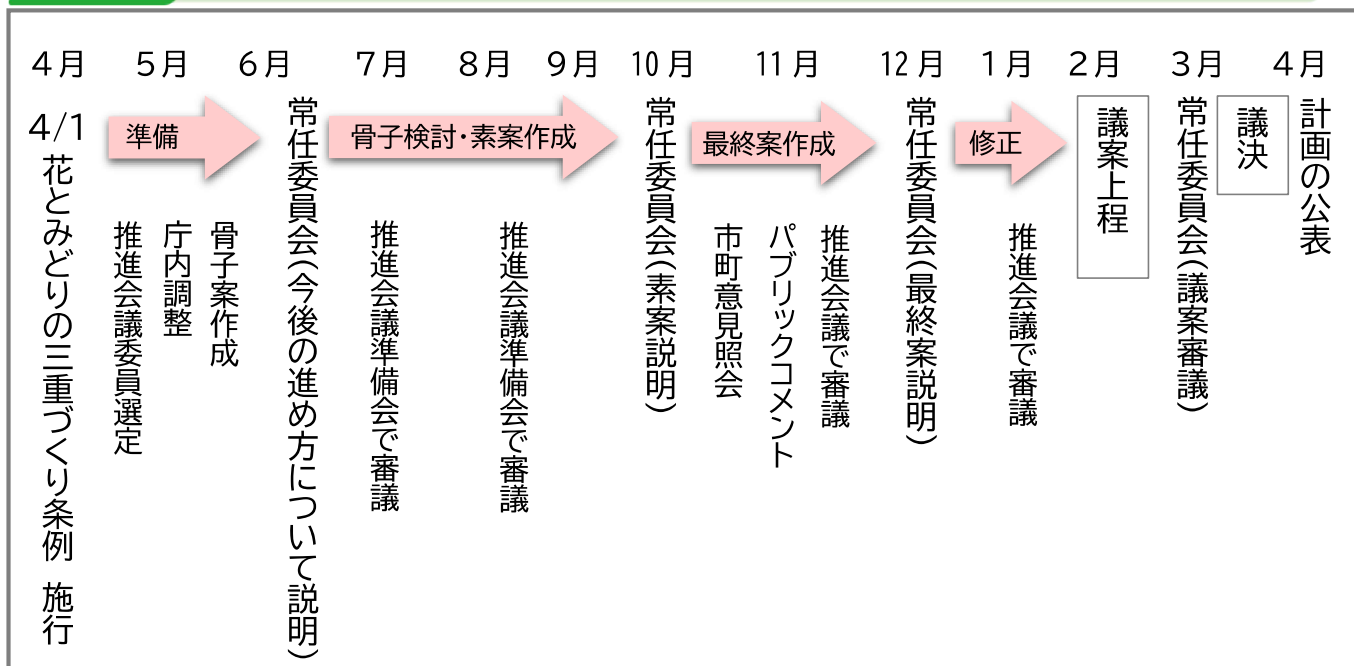 4月 5月 6月 7月 8月 9月 10月 11月 12月 1月 2月 3月 4月
4/1 花とみどりの三重づくり条例 施行
準備
推進会議委員選定
庁内調整
骨子案作成
常任委員会(今後の進め方について説明)
骨子検討・素案作成
推進会議準備会で審議
推進会議準備会で審議
常任委員会(素案説明)
最終案作成
市町意見照会
パブリックコメント
推進会議で審議
常任委員会(最終案説明)
修正
推進会議で審議
議案上程
常任委員会(議案審議)
議決
計画の公表